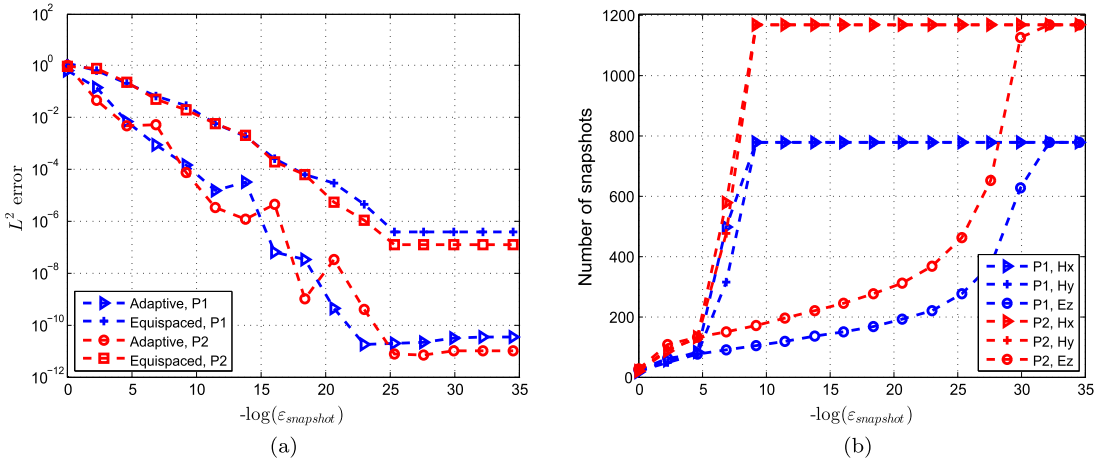 (a)
10^2
10^0
10^-2
10^-4
10^-6
10^-8
10^-10
10^-12
L^2 error
Adaptive, P1
Equispaced, P1
Adaptive, P2
Equispaced, P2
0 5 10 15 20 25 30 35
-log(ε_snapshot)
(a)
(b)
1200
1000
800
600
400
200
0
Number of snapshots
P1, Hx
P1, Hy
P1, Ez
P2, Hx
P2, Hy
P2, Ez
0 5 10 15 20 25 30 35
-log(ε_snapshot)
(b)